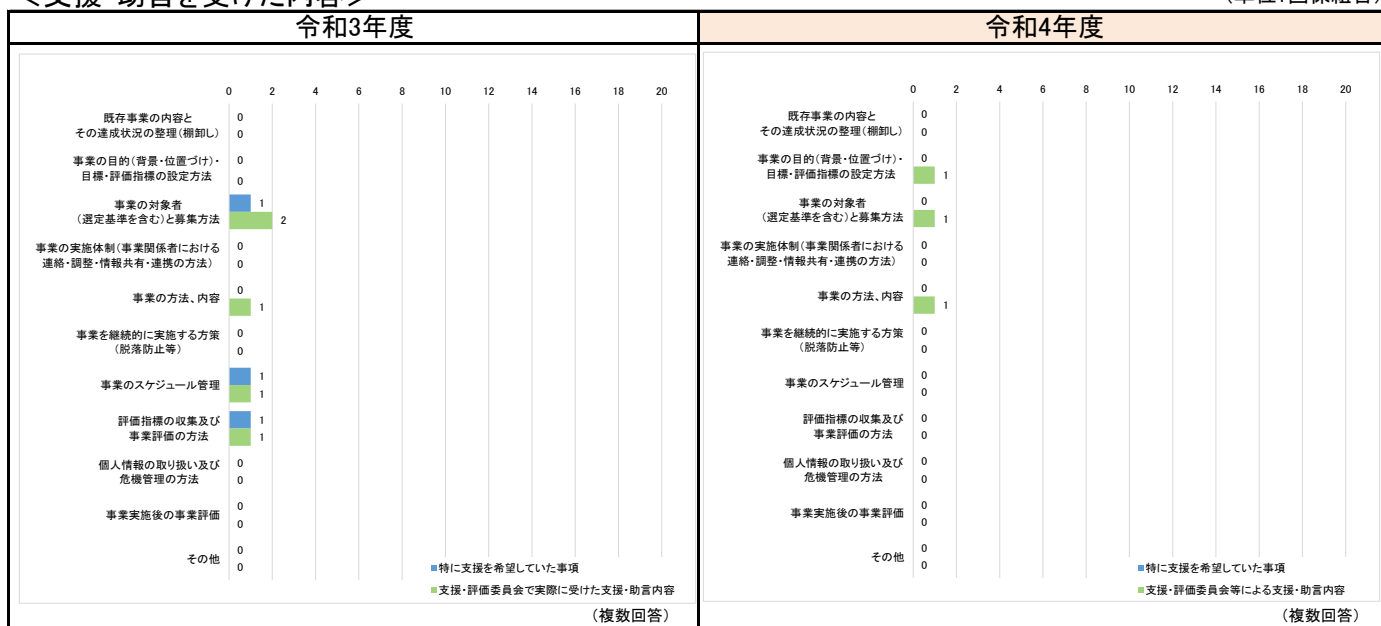 ＜支援・助言を受けた内容＞
(単位：国保組合)
令和3年度
0 2 4 6 8 10 12 14 16 18 20
既存事業の内容と
その達成状況の整理(棚卸し)
0
0
事業の目的(背景・位置づけ)・
目標・評価指標の設定方法
0
0
事業の対象者
(選定基準を含む)と募集方法
1
2
事業の実施体制(事業関係者における
連絡・調整・情報共有・連携の方法)
0
0
事業の方法、内容
0
1
事業を継続的に実施する方策
(脱落防止等)
0
0
事業のスケジュール管理
1
1
評価指標の収集及び
事業評価の方法
1
1
個人情報の取り扱い及び
危機管理の方法
0
0
事業実施後の事業評価
0
0
その他
0
0
■特に支援を希望していた事項
■支援・評価委員会で実際に受けた支援・助言内容
(複数回答)
令和4年度
0 2 4 6 8 10 12 14 16 18 20
既存事業の内容と
その達成状況の整理(棚卸し)
0
0
事業の目的(背景・位置づけ)・
目標・評価指標の設定方法
0
1
事業の対象者
(選定基準を含む)と募集方法
0
1
事業の実施体制(事業関係者における
連絡・調整・情報共有・連携の方法)
0
0
事業の方法、内容
0
1
事業を継続的に実施する方策
(脱落防止等)
0
0
事業のスケジュール管理
0
0
評価指標の収集及び
事業評価の方法
0
0
個人情報の取り扱い及び
危機管理の方法
0
0
事業実施後の事業評価
0
0
その他
0
0
■特に支援を希望していた事項
■支援・評価委員会等による支援・助言内容
(複数回答)